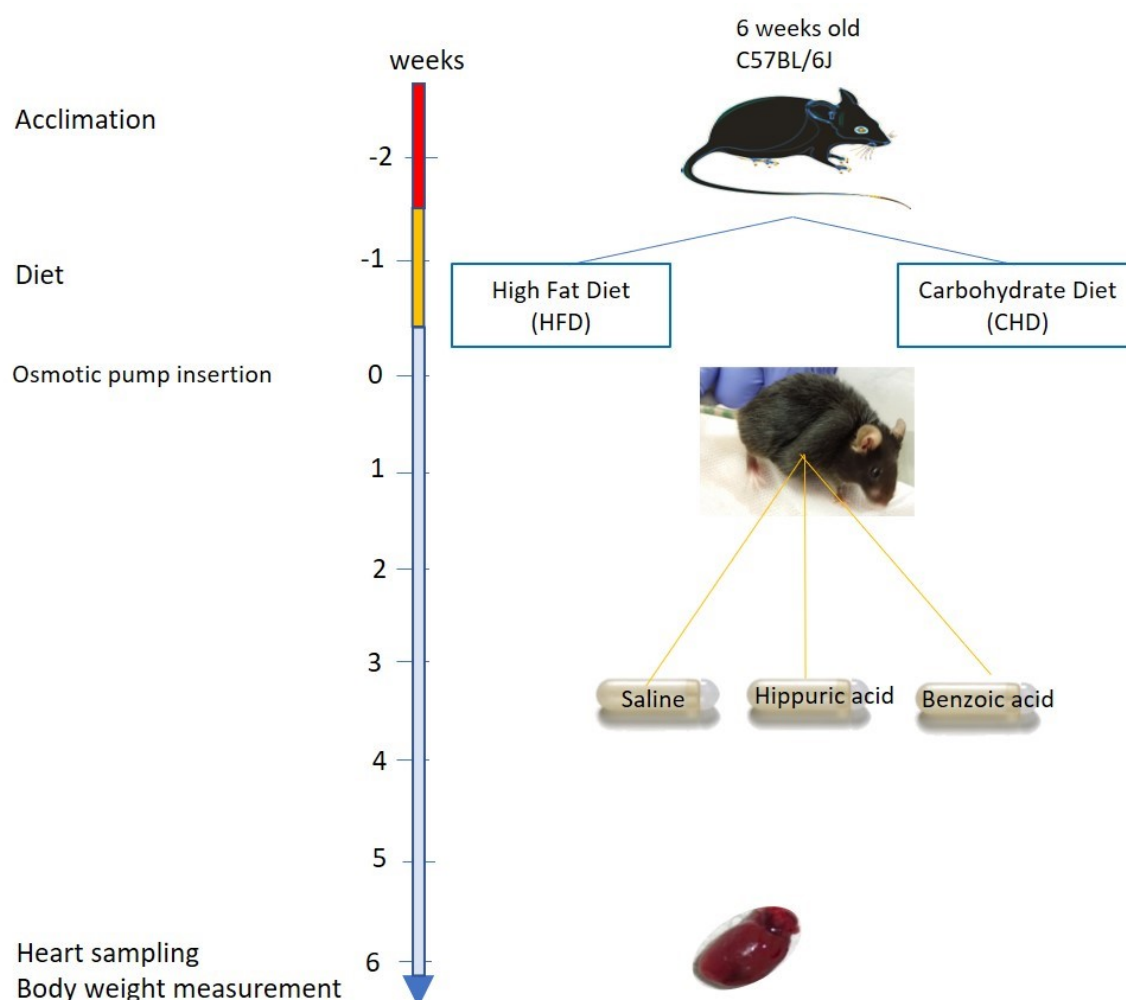 6 weeks old
C57BL/6J
weeks
Acclimation
-2
-1
Diet
High Fat Diet
(HFD)
Carbohydrate Diet
(CHD)
Osmotic pump insertion
0
1
2
3
Saline
Hippuric acid
Benzoic acid
4
5
Heart sampling
6
Body weight measurement